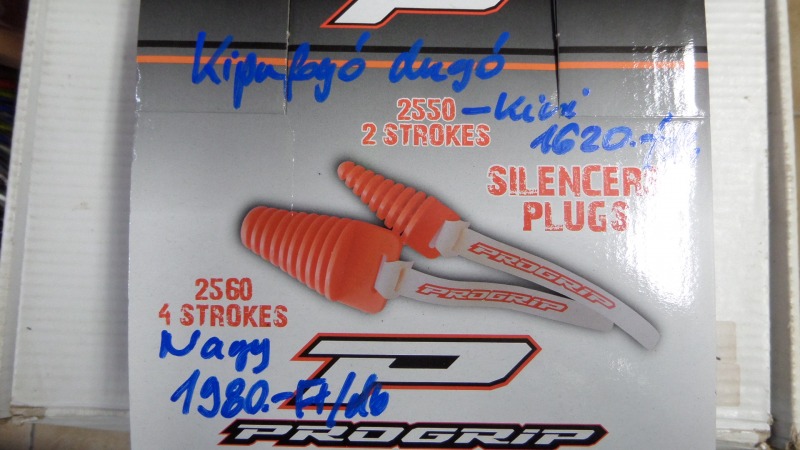 Kipufogó dugó
2550 - Kicsi
2 STROKES 1620.- Ft
SILENCERS
PLUGS
PROGRIP
PROGRIP
2560
4 STROKES
Nagy
1980.- Ft/db
PROGRIP